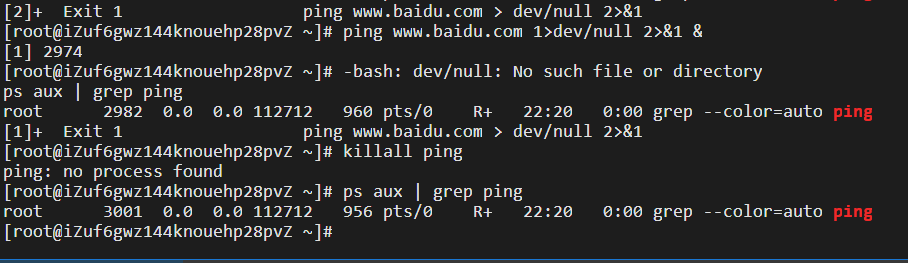 [2]+  Exit 1                  ping www.baidu.com > dev/null 2>&1
[root@iZuf6gwz144knouehp28pvZ ~]# ping www.baidu.com 1>dev/null 2>&1 &
[1] 2974
[root@iZuf6gwz144knouehp28pvZ ~]# -bash: dev/null: No such file or directory
ps aux | grep ping
root      2982  0.0  0.0 112712   960 pts/0    R+   22:20   0:00 grep --color=auto ping
[1]+  Exit 1                  ping www.baidu.com > dev/null 2>&1
[root@iZuf6gwz144knouehp28pvZ ~]# killall ping
ping: no process found
[root@iZuf6gwz144knouehp28pvZ ~]# ps aux | grep ping
root      3001  0.0  0.0 112712   956 pts/0    R+   22:20   0:00 grep --color=auto ping
[root@iZuf6gwz144knouehp28pvZ ~]#